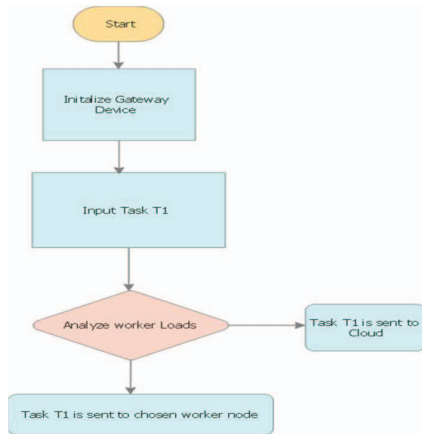 Start
Initalize Gateway
Device
Input Task T1
Analyze worker Loads
Task T1 is sent to
Cloud
Task T1 is sent to chosen worker node